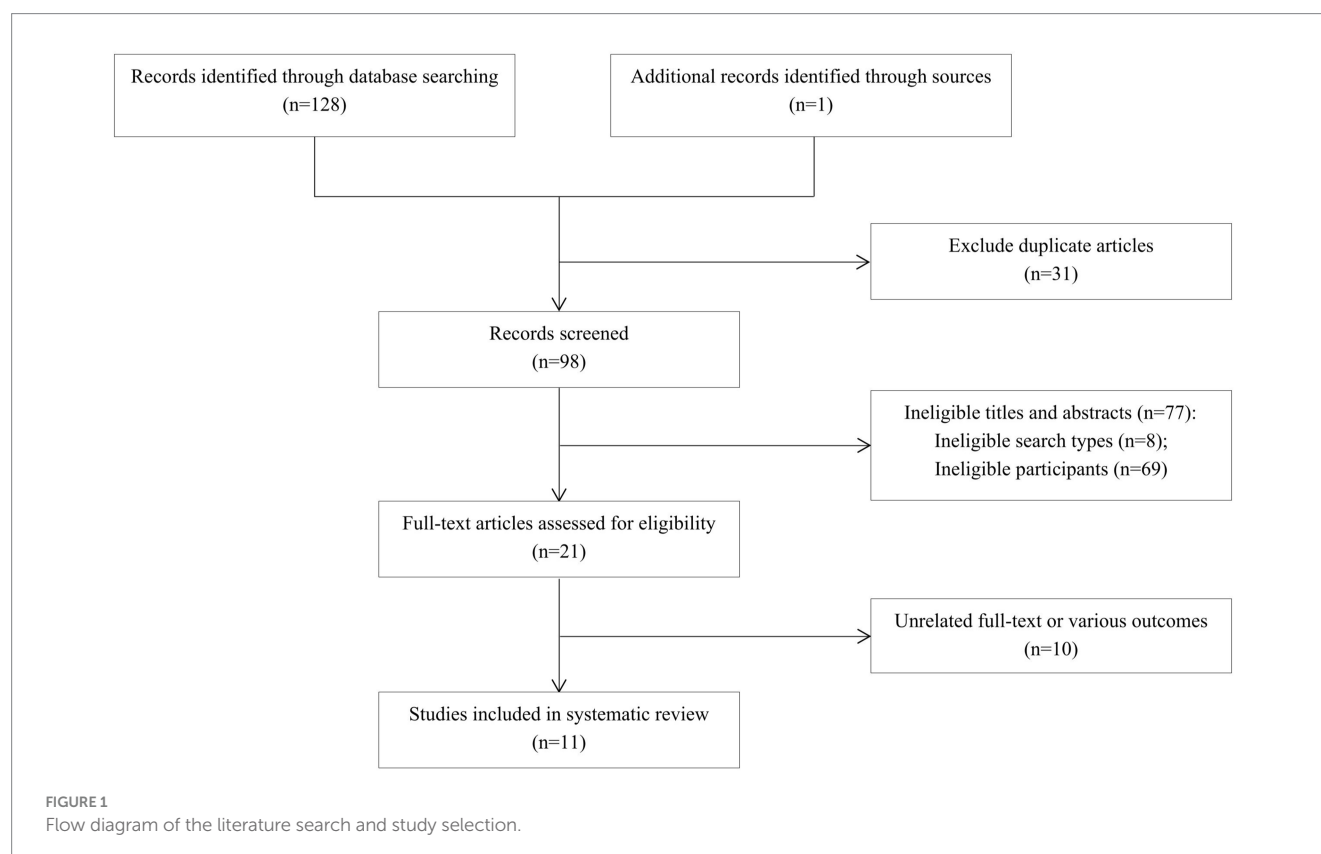 Records identified through database searching
(n=128)
Additional records identified through sources
(n=1)
Exclude duplicate articles
(n=31)
Records screened
(n=98)
Ineligible titles and abstracts (n=77):
Ineligible search types (n=8);
Ineligible participants (n=69)
Full-text articles assessed for eligibility
(n=21)
Unrelated full-text or various outcomes
(n=10)
Studies included in systematic review
(n=11)
FIGURE 1
Flow diagram of the literature search and study selection.